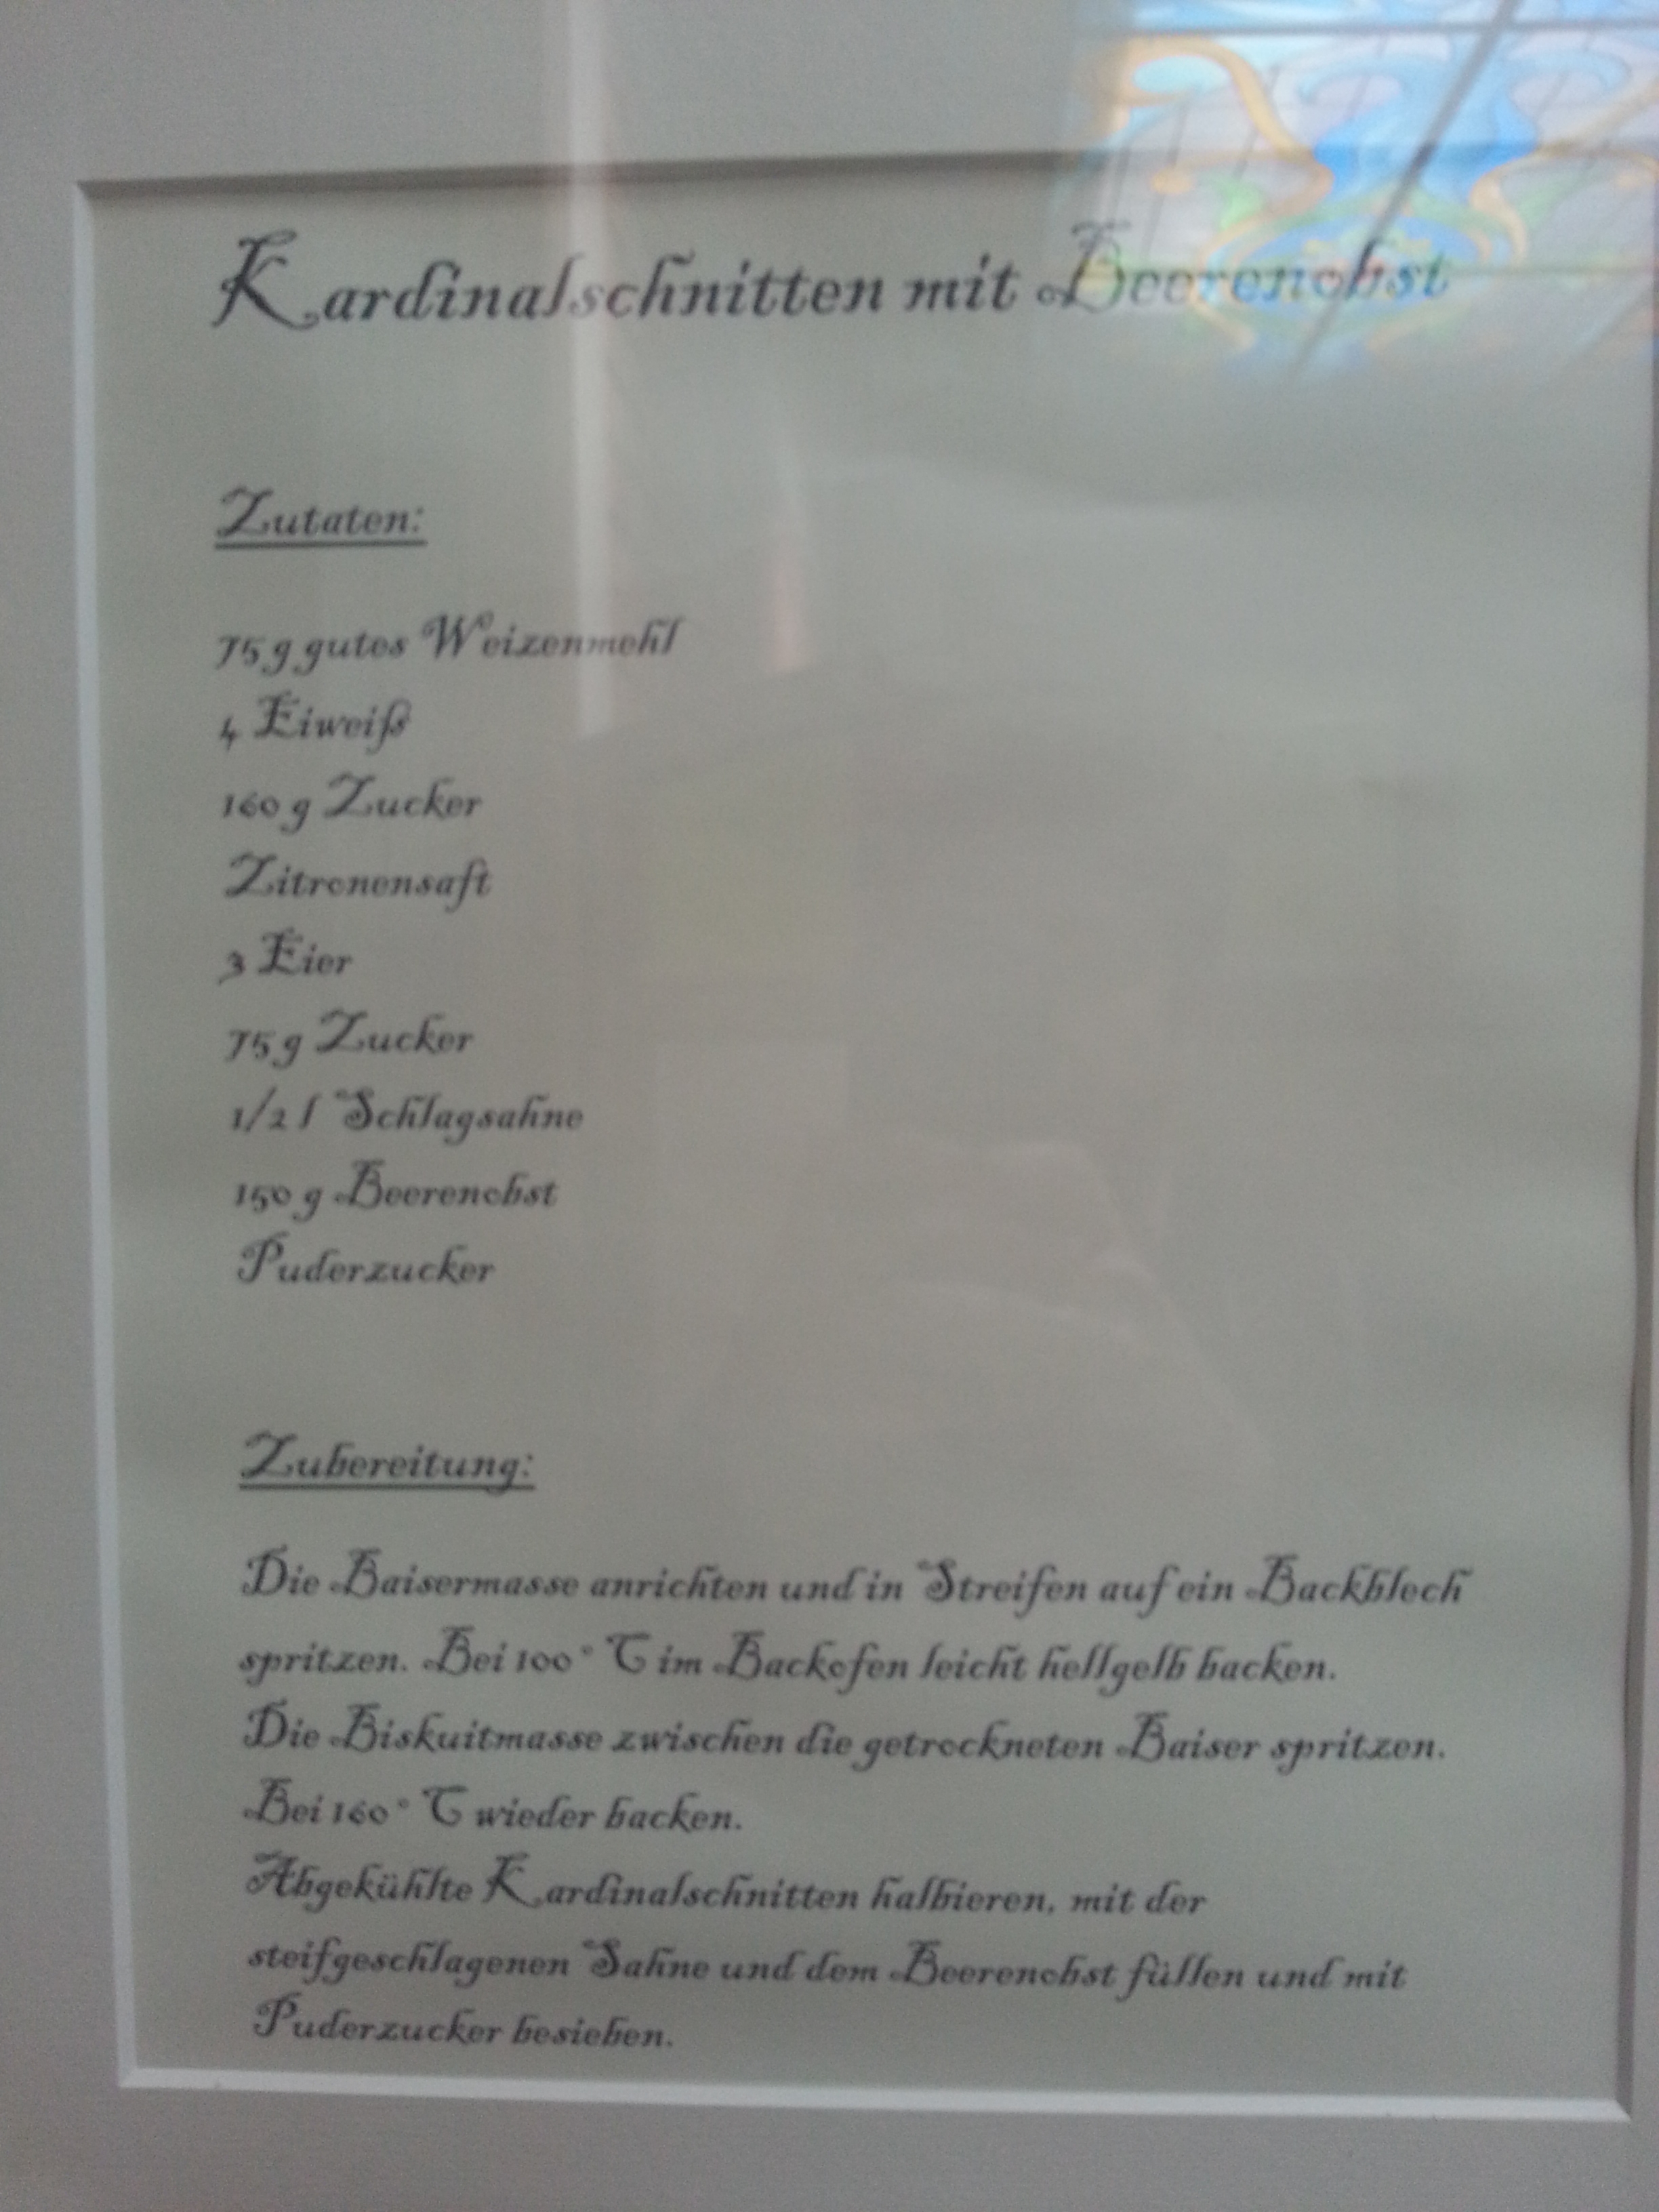 Kardinalschnitten mit Beerenobst
Zutaten:
75 g gutes Weizenmehl
4 Eiweiß
160 g Zucker
Zitronensaft
3 Eier
75 g Zucker
1/2 l Schlagsahne
150 g Beerenobst
Puderzucker
Zubereitung:
Die Baisermasse anrichten und in Streifen auf ein Backblech
spritzen. Bei 100° C im Backofen leicht hellgelb backen.
Die Biskuitmasse zwischen die getrockneten Baiser spritzen.
Bei 160° C wieder backen.
Abgekühlte Kardinalschnitten halbieren, mit der
steifgeschlagenen Sahne und dem Beerenobst füllen und mit
Puderzucker besieben.